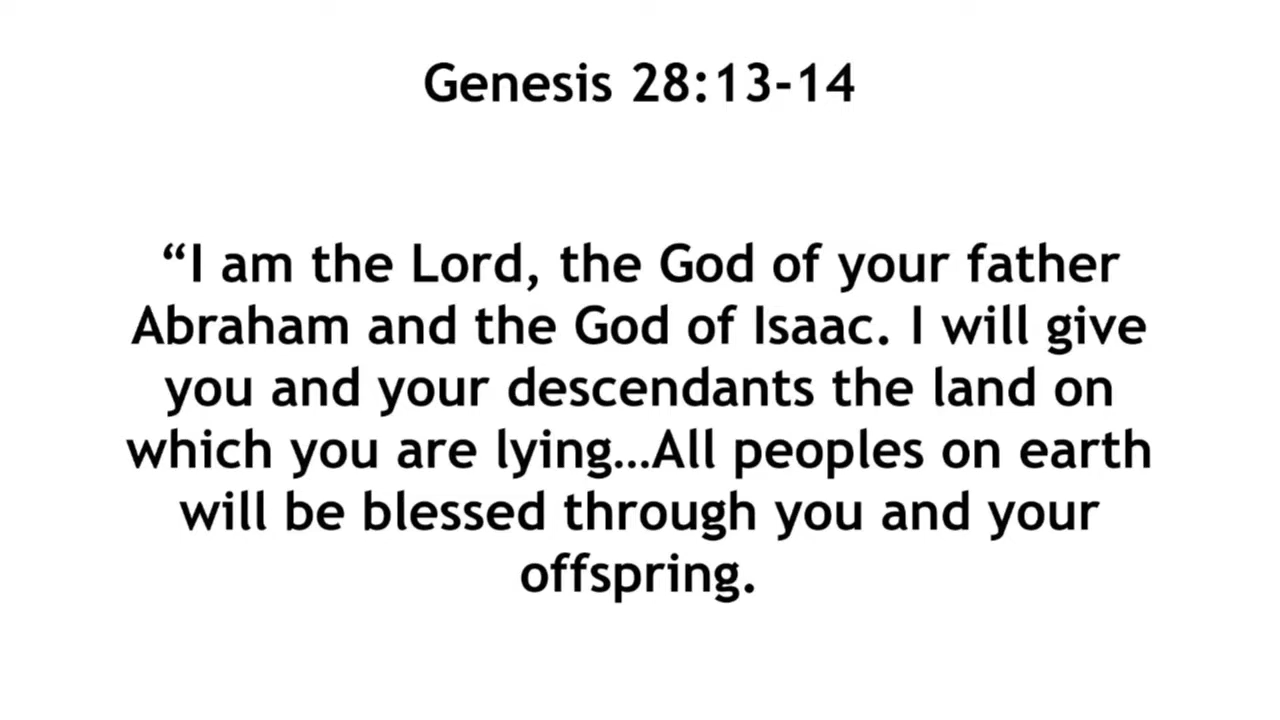 Genesis 28:13-14
“I am the Lord, the God of your father
Abraham and the God of Isaac. I will give
you and your descendants the land on
which you are lying…All peoples on earth
will be blessed through you and your
offspring.